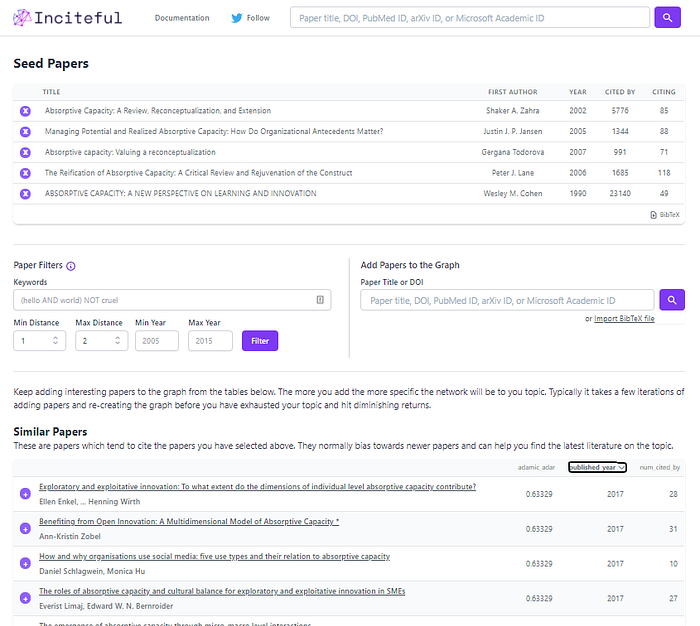 Inciteful Documentation Follow Paper title, DOI, PubMed ID, arXiv ID, or Microsoft Academic ID
Seed Papers
TITLE FIRST AUTHOR YEAR CITED BY CITING
Absorptive Capacity: A Review, Reconceptualization, and Extension Shaker A. Zahra 2002 5776 85
Managing Potential and Realized Absorptive Capacity: How Do Organizational Antecedents Matter? Justin J. P. Jansen 2005 1344 88
Absorptive capacity: Valuing a reconceptualization Gergana Todorova 2007 991 71
The Reification of Absorptive Capacity: A Critical Review and Rejuvenation of the Construct Peter J. Lane 2006 1685 118
ABSORPTIVE CAPACITY: A NEW PERSPECTIVE ON LEARNING AND INNOVATION Wesley M. Cohen 1990 23140 49
BibTeX
Paper Filters Add Papers to the Graph
Keywords Paper Title or DOI
(hello AND world) NOT cruel Paper title, DOI, PubMed ID, arXiv ID, or Microsoft Academic ID
or Import BibTeX file
Min Distance Max Distance Min Year Max Year
1 2 2005 2015 Filter
Keep adding interesting papers to the graph from the tables below. The more you add the more specific the network will be to you topic. Typically it takes a few iterations of
adding papers and re-creating the graph before you have exhausted your topic and hit diminishing returns.
Similar Papers
These are papers which tend to cite the papers you have selected above. They normally bias towards newer papers and can help you find the latest literature on the topic.
adamic_adar published_year num_cited_by
Exploratory and exploitative innovation: To what extent do the dimensions of individual level absorptive capacity contribute?
Ellen Enkel, ... Henning Wirth 0.63329 2017 28
Benefiting from Open Innovation: A Multidimensional Model of Absorptive Capacity *
Ann-Kristin Zobel 0.63329 2017 31
How and why organisations use social media: five use types and their relation to absorptive capacity
Daniel Schlagwein, Monica Hu 0.63329 2017 10
The roles of absorptive capacity and cultural balance for exploratory and exploitative innovation in SMEs
Everist Limaj, Edward W. N. Bernroider 0.63329 2017 27
The emergence of absorptive capacity through micro-macro level interactions